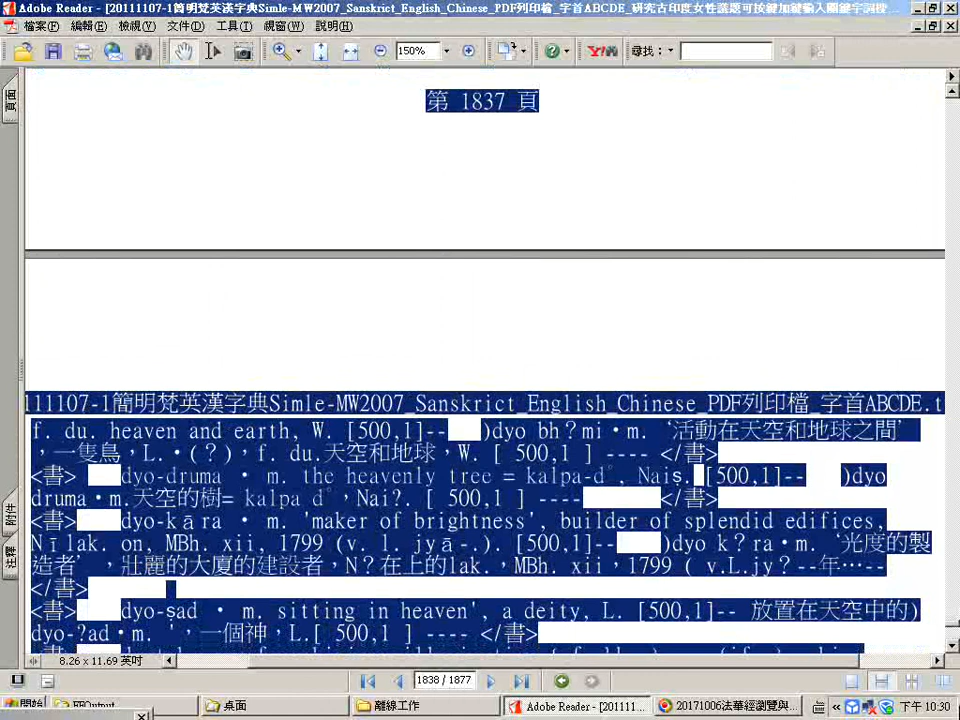 Adobe Reader - [20111107-1簡明梵英漢字典Simle-MW2007_Sanskrict_English_Chinese_PDF列印檔_字首ABCDE_研究古印度女性議題可按鍵加鍵輸入關鍵字詞搜
檔案(F) 編輯(E) 檢視(V) 文件(D) 工具(T) 視窗(W) 說明(H)
150% Y! 尋找：
頁面
第 1837 頁
111107-1簡明梵英漢字典Simle-MW2007_Sanskrict_English_Chinese_PDF列印檔_字首ABCDE.t
f. du. heaven and earth, W. [500,1]-- )dyo bh？mi‧m.‘活動在天空和地球之間’
，一隻鳥，L.‧(？)，f. du.天空和地球，W. [ 500,1 ] ---- </書>
<書> dyo-druma ‧ m. the heavenly tree = kalpa-d°, Naiṣ. [500,1]-- )dyo
druma‧m.天空的樹= kalpa d°，Nai?. [ 500,1 ] ---- </書>
<書> dyo-kāra ‧ m. 'maker of brightness', builder of splendid edifices,
Nīlak. on, MBh. xii, 1799 (v. l. jyā-.). [500,1]-- )dyo k？ra‧m.‘光度的製
造者’，壯麗的大廈的建設者，N？在上的lak.，MBh. xii，1799 ( v.L.jy？--年…--
</書>
<書> dyo-ṣad ‧ m. sitting in heaven', a deity, L. [500,1]-- 放置在天空中的)
dyo-?ad‧m. '，一個神，L.[ 500,1 ] ---- </書>
附件
注釋
8.26 x 11.69 英吋
1838 / 1877
開始 FFOutput 桌面 離線工作 Adobe Reader - [2011... 20171006法華經瀏覽與... 下午 10:30